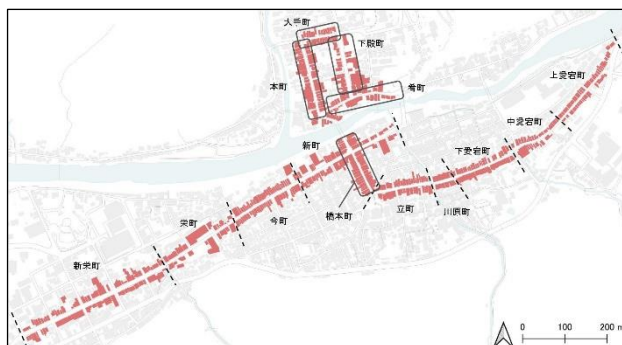 大手町
下殿町
本町
肴町
上愛宕町
中愛宕町
新町
下愛宕町
栄町
今町
橋本町
立町
川原町
新栄町
0 100 200 m